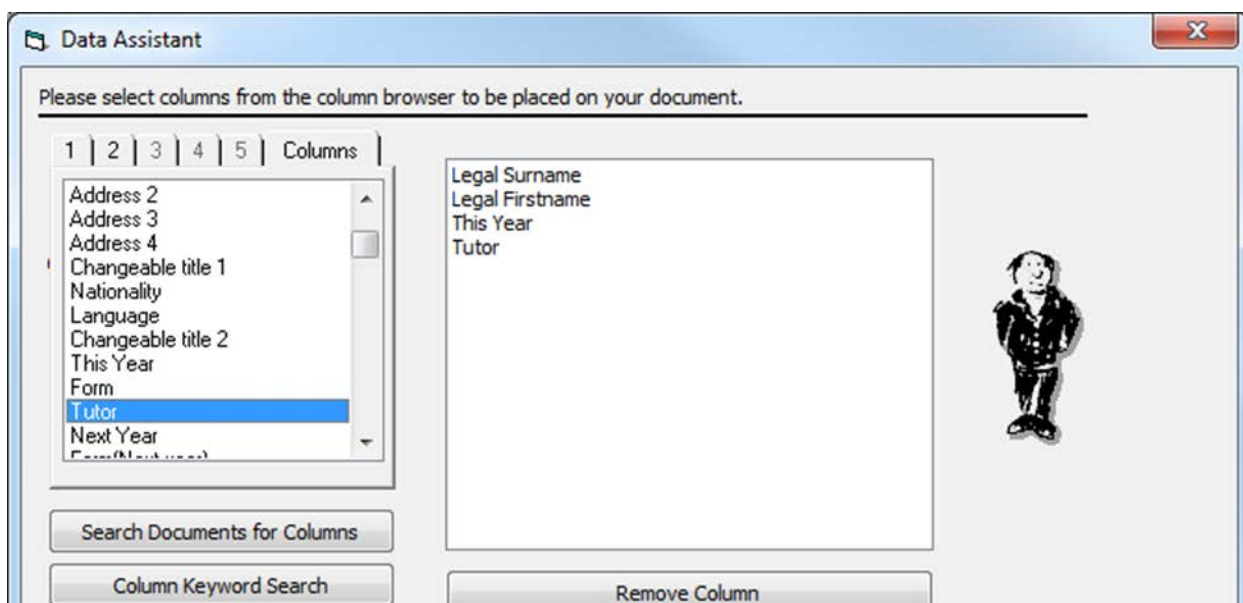 Data Assistant
Please select columns from the column browser to be placed on your document.
1 2 3 4 5 Columns
Address 2
Address 3
Address 4
Changeable title 1
Nationality
Language
Changeable title 2
This Year
Form
Tutor
Next Year
Form(Next year)
Search Documents for Columns
Column Keyword Search
Legal Surname
Legal Firstname
This Year
Tutor
Remove Column